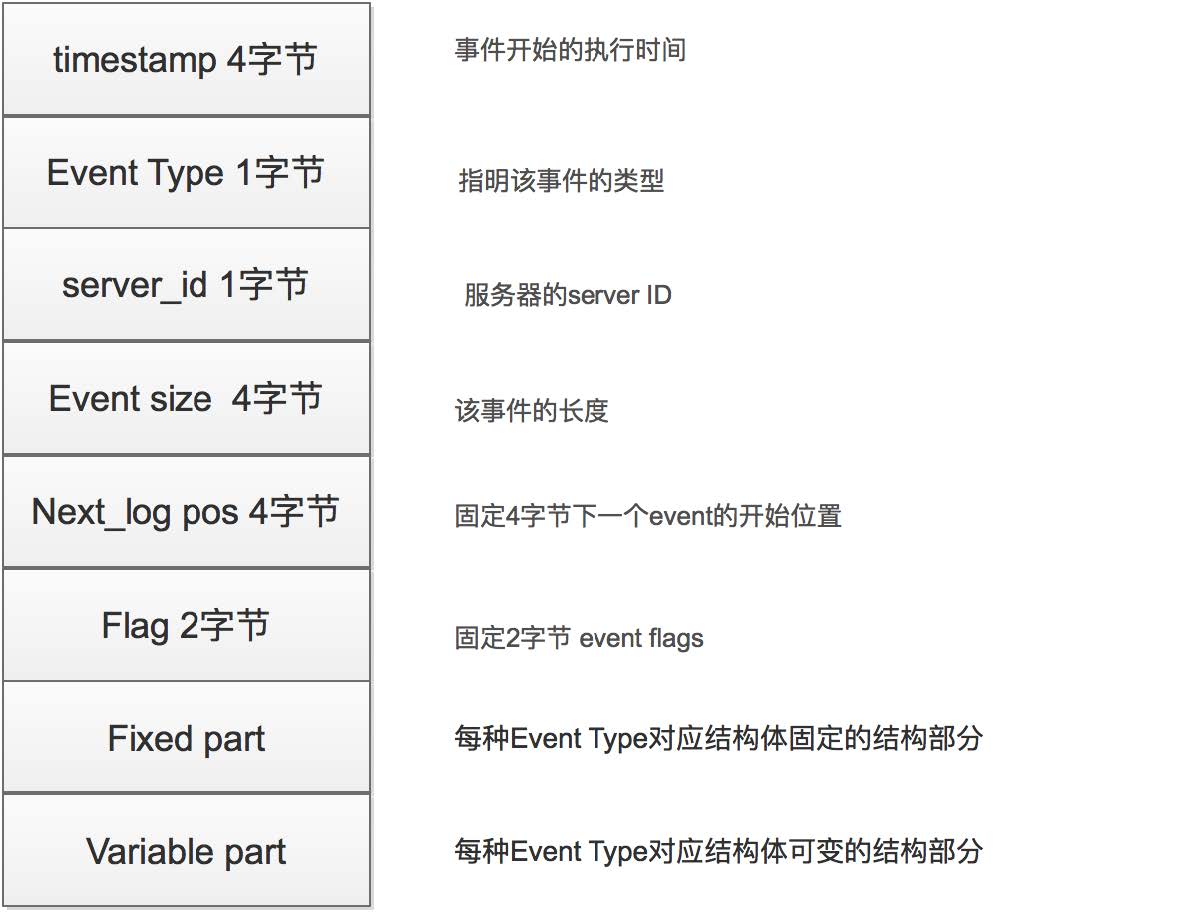 timestamp 4字节
事件开始的执行时间
Event Type 1字节
指明该事件的类型
server_id 1字节
服务器的server ID
Event size  4字节
该事件的长度
Next_log pos 4字节
固定4字节下一个event的开始位置
Flag 2字节
固定2字节 event flags
Fixed part
每种Event Type对应结构体固定的结构部分
Variable part
每种Event Type对应结构体可变的结构部分